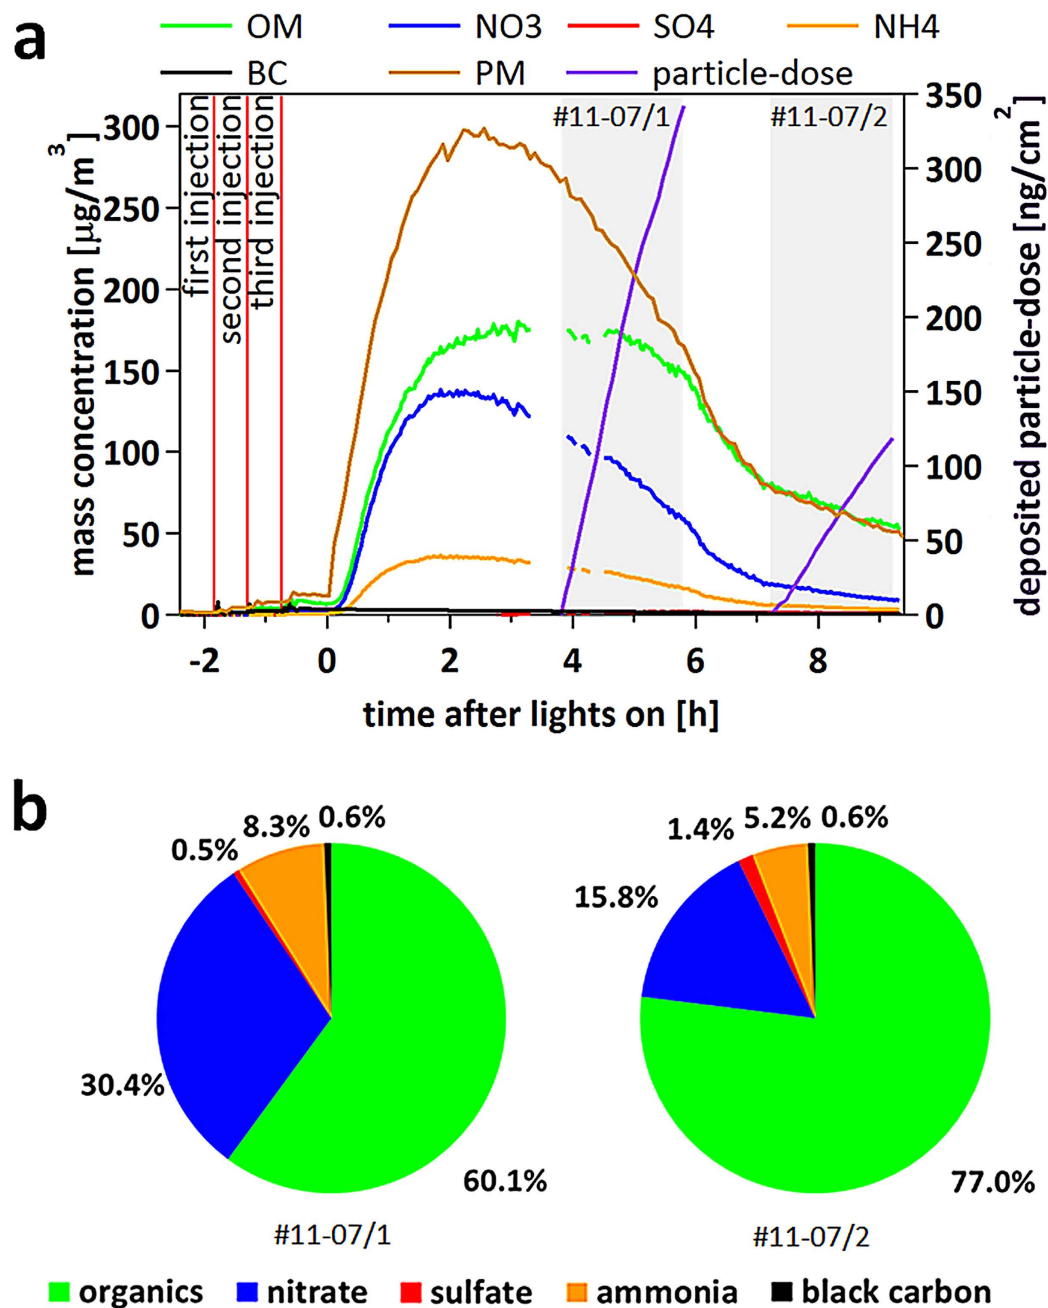 a
OM NO3 SO4 NH4
BC PM particle-dose
first injection
second injection
third injection
#11-07/1 #11-07/2
mass concentration [µg/m³]
300
250
200
150
100
50
0
deposited particle-dose [ng/cm²]
350
300
250
200
150
100
50
0
-2 0 2 4 6 8
time after lights on [h]
b
0.5% 8.3% 0.6%
30.4%
60.1%
#11-07/1
1.4% 5.2% 0.6%
15.8%
77.0%
#11-07/2
organics nitrate sulfate ammonia black carbon